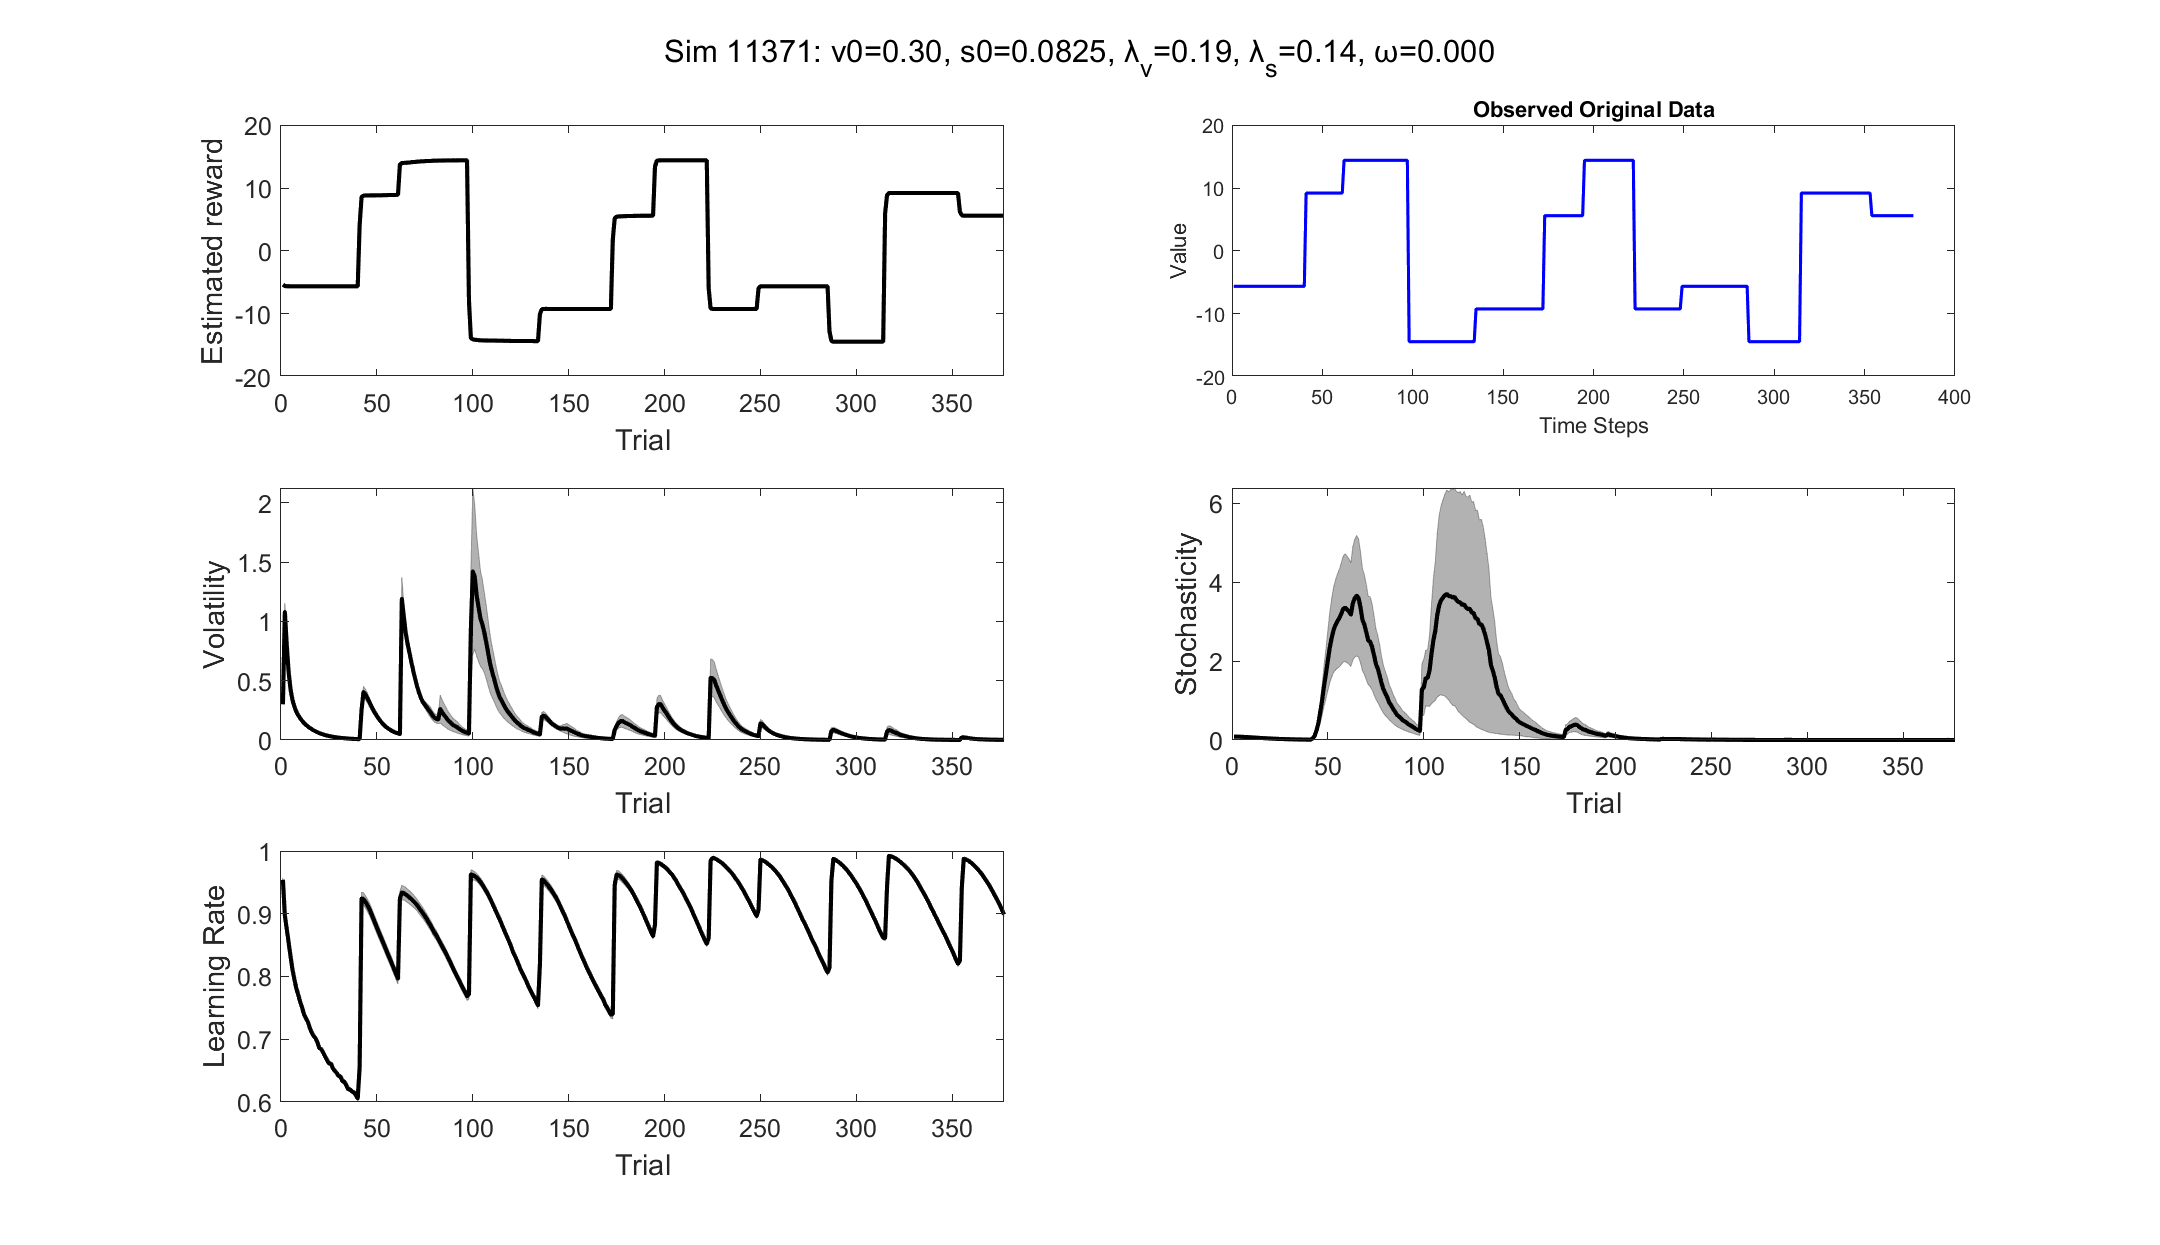 Sim 11371: v0=0.30, s0=0.0825, λ_v=0.19, λ_s=0.14, ω=0.000
Estimated reward
20
10
0
-10
-20
0 50 100 150 200 250 300 350
Trial
Observed Original Data
Value
20
10
0
-10
-20
0 50 100 150 200 250 300 350 400
Time Steps
Volatility
2
1.5
1
0.5
0
0 50 100 150 200 250 300 350
Trial
Stochasticity
6
4
2
0
0 50 100 150 200 250 300 350
Trial
Learning Rate
1
0.9
0.8
0.7
0.6
0 50 100 150 200 250 300 350
Trial